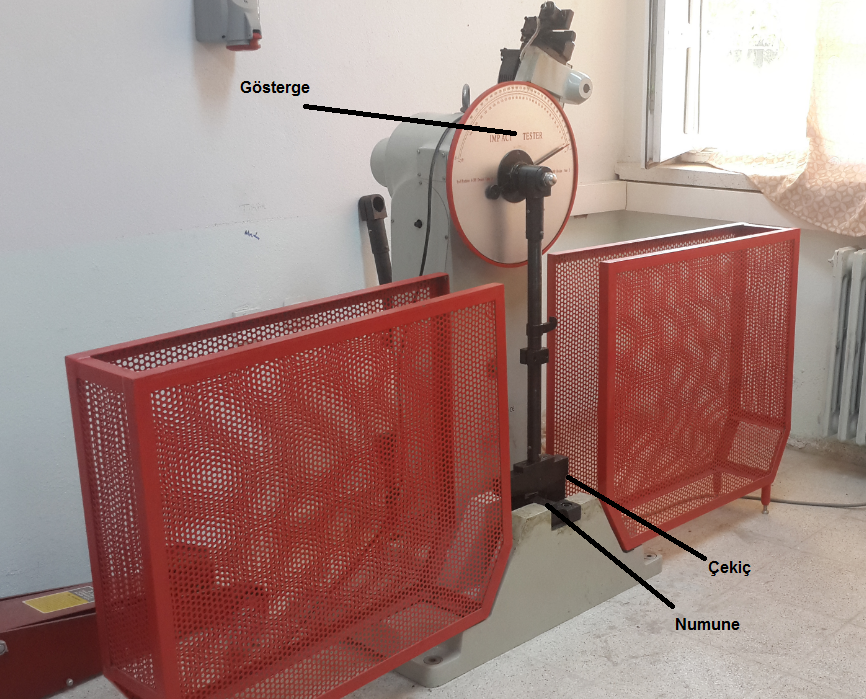 Gösterge
IMPACT TESTER
Çekiç
Numune